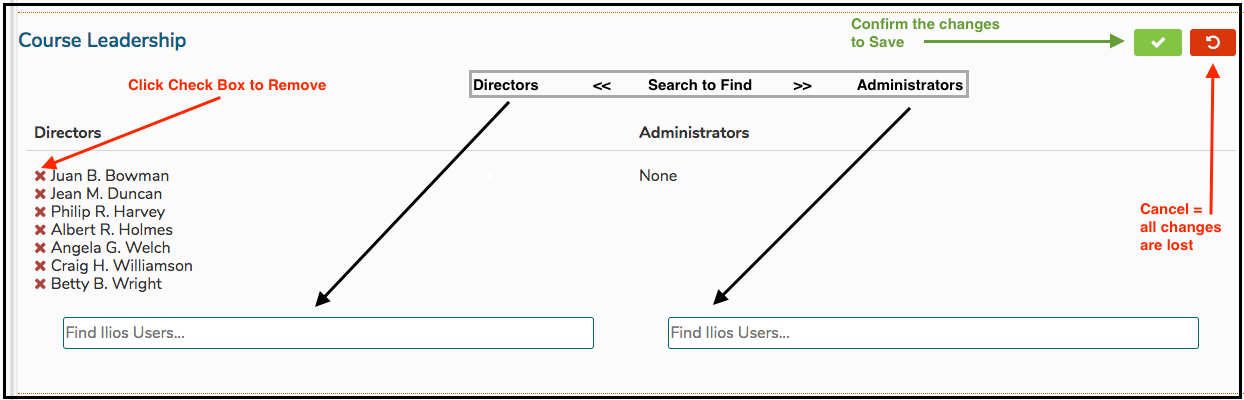 Confirm the changes
to Save
Course Leadership
Click Check Box to Remove
Directors << Search to Find >> Administrators
Directors
Administrators
Juan B. Bowman
None
Jean M. Duncan
Philip R. Harvey
Albert R. Holmes
Angela G. Welch
Craig H. Williamson
Betty B. Wright
Cancel =
all changes
are lost
Find Ilios Users...
Find Ilios Users...